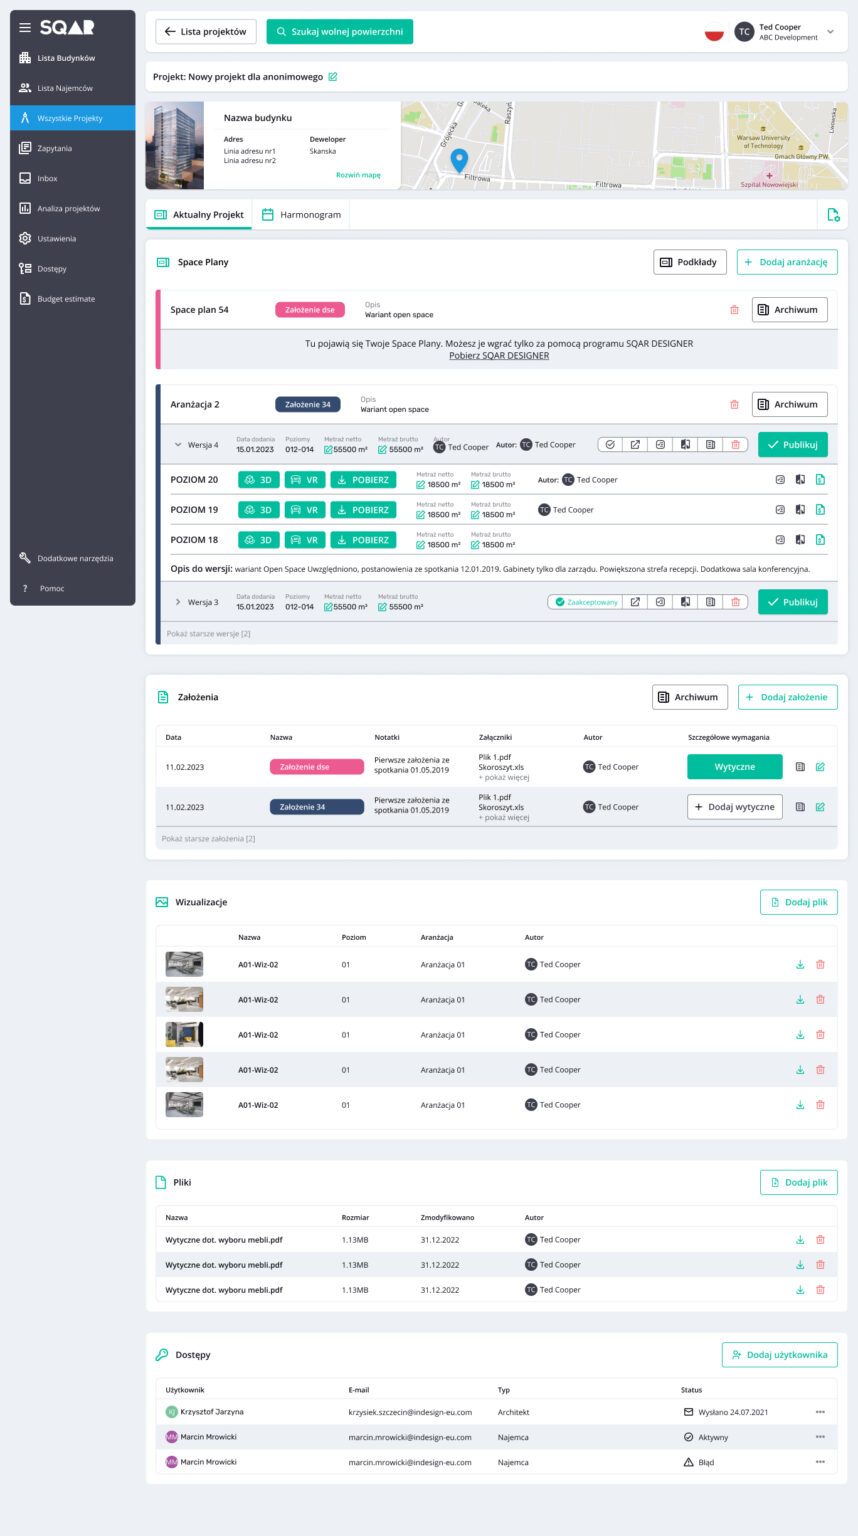 SQAR
Lista Budynków
Lista Najemców
Wszystkie Projekty
Zapytania
Inbox
Analiza projektów
Ustawienia
Dostępy
Budget estimate
Dodatkowe narzędzia
? Pomoc
Lista projektów
Szukaj wolnej powierzchni
TC
Ted Cooper
ABC Development
Projekt: Nowy projekt dla anonimowego
Nazwa budynku
Adres
Deweloper
Linia adresu nr1
Skanska
Linia adresu nr2
Rozwiń mapę
Grójecka
Raszyń
Filtrowa
Filtrowa
Warsaw University
of Technology
Gmach Główny PW.
Szpital Nowowiejski
Lwowska
Aktualny Projekt
Harmonogram
Space Plany
Podkłady
+ Dodaj aranżację
Space plan 54
Założenie dse
Opis
Wariant open space
Archiwum
Tu pojawią się Twoje Space Plany. Możesz je wgrać tylko za pomocą programu SQAR DESIGNER
Pobierz SQAR DESIGNER
Aranżacja 2
Założenie 34
Opis
Wariant open space
Archiwum
Wersja 4
Data dodania
15.01.2023
Poziomy
012-014
Metraż netto
55500 m²
Metraż brutto
55500 m²
Autor
TC Ted Cooper
Autor: TC Ted Cooper
Publikuj
POZIOM 20
3D
VR
POBIERZ
Metraż netto
18500 m²
Metraż brutto
18500 m²
Autor: TC Ted Cooper
POZIOM 19
3D
VR
POBIERZ
Metraż netto
18500 m²
Metraż brutto
18500 m²
TC Ted Cooper
POZIOM 18
3D
VR
POBIERZ
Metraż netto
18500 m²
Metraż brutto
18500 m²
Opis do wersji: wariant Open Space Uwzględniono, postanowienia ze spotkania 12.01.2019. Gabinety tylko dla zarządu. Powiększona strefa recepcji. Dodatkowa sala konferencyjna.
Wersja 3
Data dodania
15.01.2023
Poziomy
012-014
Metraż netto
55500 m²
Metraż brutto
55500 m²
Zaakceptowany
Publikuj
Pokaż starsze wersje [2]
Założenia
Archiwum
+ Dodaj założenie
Data Nazwa Notatki Załączniki Autor Szczegółowe wymagania
11.02.2023
Założenie dse
Pierwsze założenia ze
spotkania 01.05.2019
Plik 1.pdf
Skoroszyt.xls
+ pokaż więcej
TC Ted Cooper
Wytyczne
11.02.2023
Założenie 34
Pierwsze założenia ze
spotkania 01.05.2019
Plik 1.pdf
Skoroszyt.xls
+ pokaż więcej
TC Ted Cooper
+ Dodaj wytyczne
Pokaż starsze założenia [2]
Wizualizacje
Dodaj plik
Nazwa Poziom Aranżacja Autor
A01-Wiz-02 01 Aranżacja 01 TC Ted Cooper
A01-Wiz-02 01 Aranżacja 01 TC Ted Cooper
A01-Wiz-02 01 Aranżacja 01 TC Ted Cooper
A01-Wiz-02 01 Aranżacja 01 TC Ted Cooper
A01-Wiz-02 01 Aranżacja 01 TC Ted Cooper
Pliki
Dodaj plik
Nazwa Rozmiar Zmodyfikowano Autor
Wytyczne dot. wyboru mebli.pdf 1.13MB 31.12.2022 TC Ted Cooper
Wytyczne dot. wyboru mebli.pdf 1.13MB 31.12.2022 TC Ted Cooper
Wytyczne dot. wyboru mebli.pdf 1.13MB 31.12.2022 TC Ted Cooper
Dostępy
Dodaj użytkownika
Użytkownik E-mail Typ Status
KJ Krzysztof Jarzyna krzysiek.szczecin@indesign-eu.com Architekt Wysłano 24.07.2021
MM Marcin Mrowicki marcin.mrowicki@indesign-eu.com Najemca Aktywny
MM Marcin Mrowicki marcin.mrowicki@indesign-eu.com Najemca Błąd